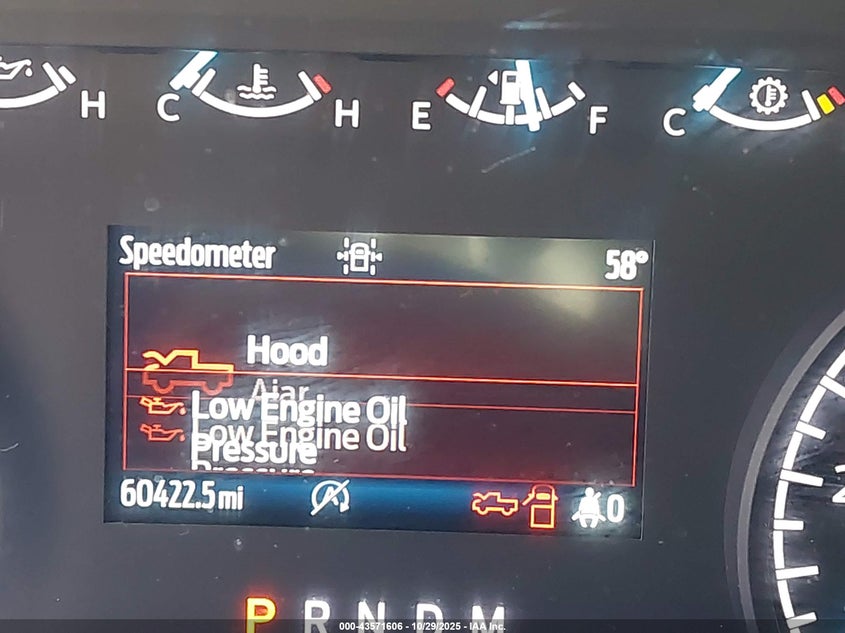 H C H E F C
Speedometer 58°
Hood
Ajar
Low Engine Oil
Low Engine Oil
Pressure
Pressure
60422.5mi 0
P R N D M
000-43571606 - 10/29/2025 - IAA Inc.